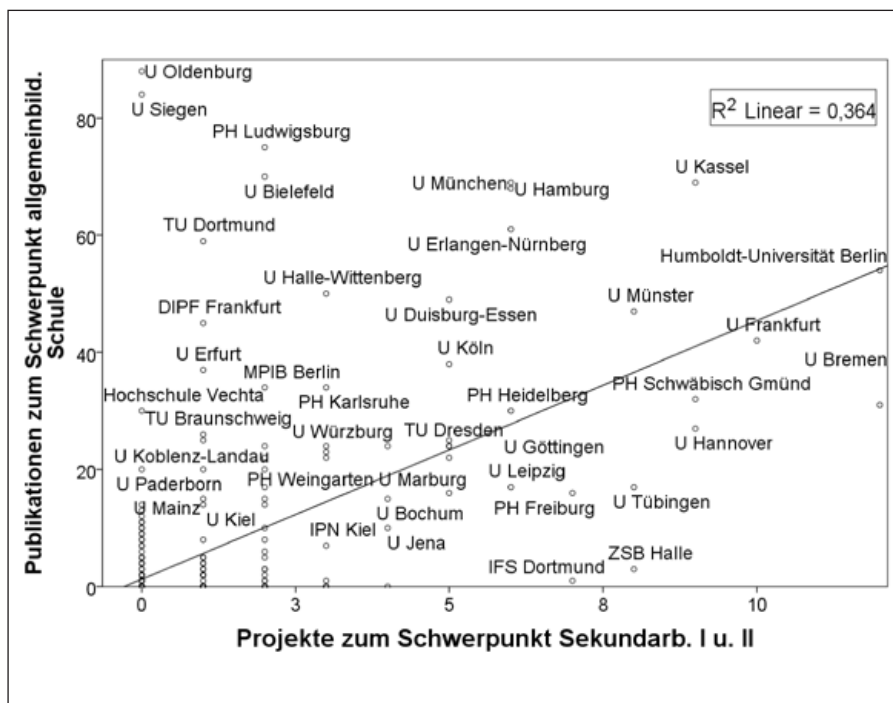 Publikationen zum Schwerpunkt allgemeinbild.
Schule
80
60
40
20
0
R² Linear = 0,364
U Oldenburg
U Siegen
PH Ludwigsburg
U Bielefeld
U München
U Hamburg
U Kassel
TU Dortmund
U Erlangen-Nürnberg
Humboldt-Universität Berlin
U Halle-Wittenberg
DIPF Frankfurt
U Duisburg-Essen
U Münster
U Frankfurt
U Erfurt
U Köln
U Bremen
MPIB Berlin
PH Schwäbisch Gmünd
Hochschule Vechta
PH Karlsruhe
PH Heidelberg
TU Braunschweig
U Würzburg
TU Dresden
U Göttingen
U Hannover
U Koblenz-Landau
U Leipzig
U Paderborn
PH Weingarten
U Marburg
U Mainz
PH Freiburg
U Tübingen
U Kiel
U Bochum
IPN Kiel
U Jena
IFS Dortmund
ZSB Halle
0
3
5
8
10
Projekte zum Schwerpunkt Sekundarb. I u. II